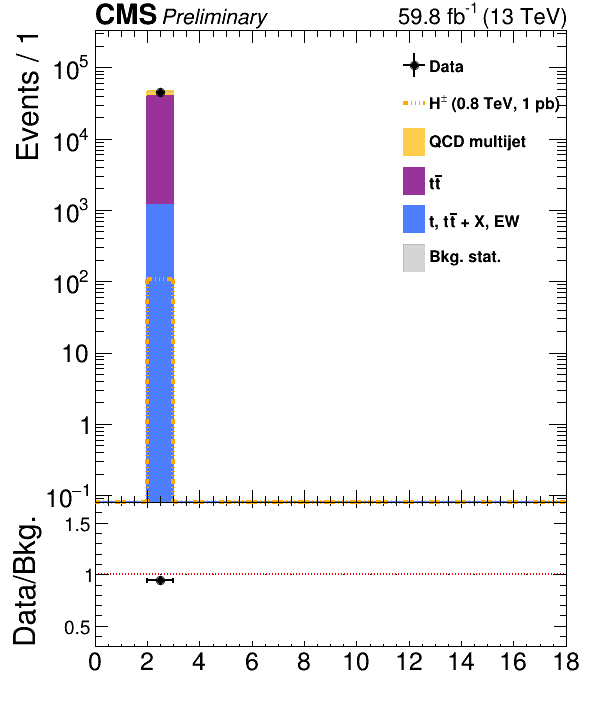 CMS Preliminary 59.8 fb⁻¹ (13 TeV)
Events / 1
10⁵
10⁴
10³
10²
10
1
10⁻¹
Data
H± (0.8 TeV, 1 pb)
QCD multijet
tt̅
t, tt̅ + X, EW
Bkg. stat.
Data/Bkg.
1.5
1
0.5
0 2 4 6 8 10 12 14 16 18